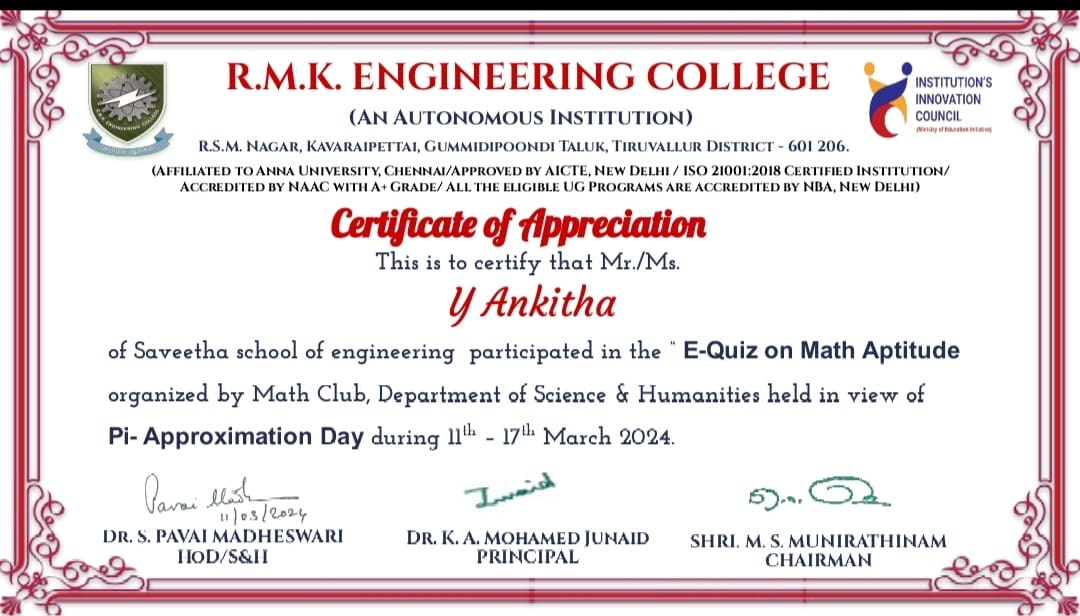 R.M.K. ENGINEERING COLLEGE
(AN AUTONOMOUS INSTITUTION)
R.S.M. NAGAR, KAVARAIPETTAI, GUMMIDIPOONDI TALUK, TIRUVALLUR DISTRICT - 601 206.
(AFFILIATED TO ANNA UNIVERSITY, CHENNAI/APPROVED BY AICTE, NEW DELHI / ISO 21001:2018 CERTIFIED INSTITUTION/
ACCREDITED BY NAAC WITH A+ GRADE/ ALL THE ELIGIBLE UG PROGRAMS ARE ACCREDITED BY NBA, NEW DELHI)
R.M.K. ENGINEERING COLLEGE
INSTITUTION'S
INNOVATION
COUNCIL
(Ministry of Education Initiative)
Certificate of Appreciation
This is to certify that Mr./Ms.
Y Ankitha
of Saveetha school of engineering participated in the " E-Quiz on Math Aptitude
organized by Math Club, Department of Science & Humanities held in view of
Pi- Approximation Day during 11th - 17th March 2024.
Pavai Madh
11/03/2024
Junaid
DR. S. PAVAI MADHESWARI
HOD/S&H
DR. K. A. MOHAMED JUNAID
PRINCIPAL
SHRI. M. S. MUNIRATHINAM
CHAIRMAN